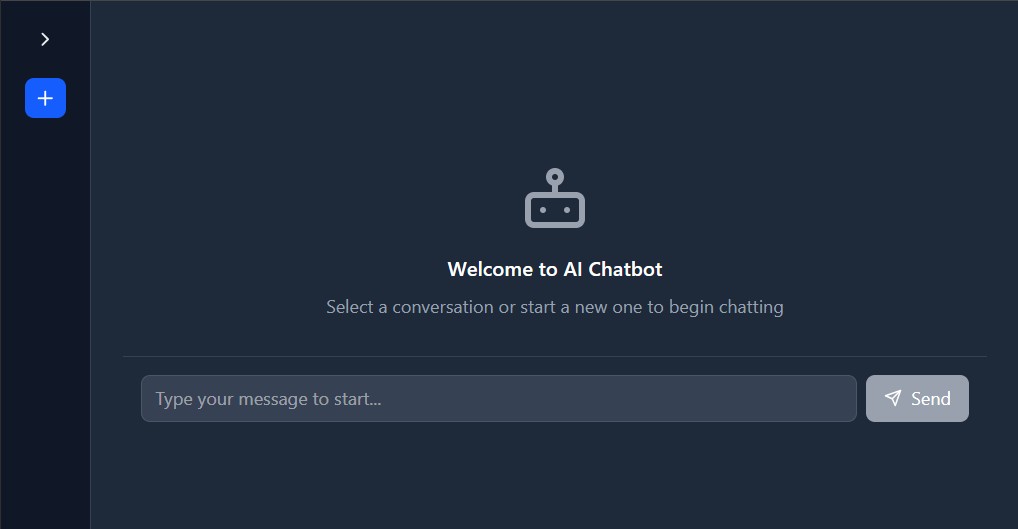 Welcome to AI Chatbot
Select a conversation or start a new one to begin chatting
Type your message to start...
Send